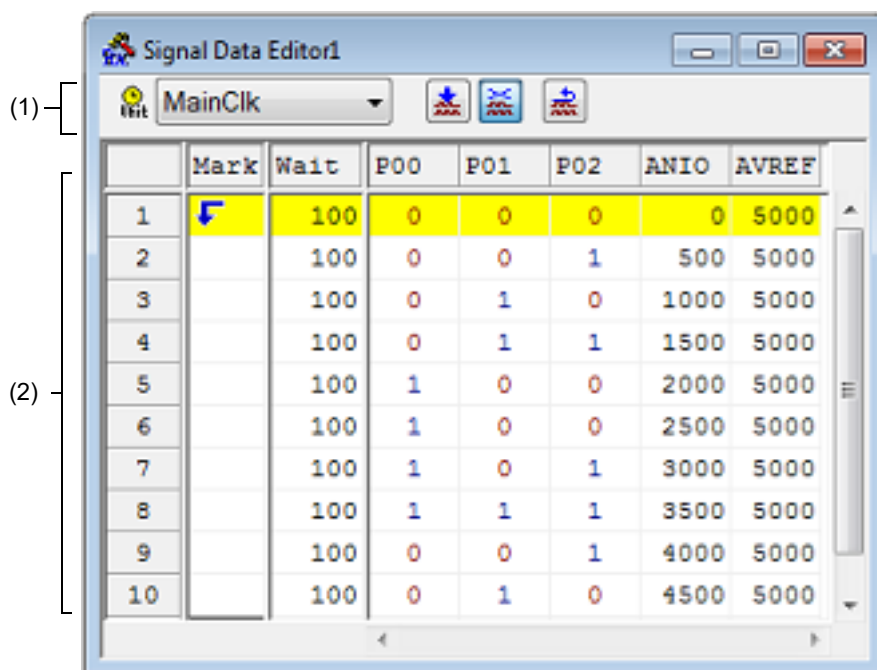 Signal Data Editor1
(1)
Unit MainClk
(2)
Mark Wait P00 P01 P02 ANI0 AVREF
1 100 0 0 0 0 5000
2 100 0 0 1 500 5000
3 100 0 1 0 1000 5000
4 100 0 1 1 1500 5000
5 100 1 0 0 2000 5000
6 100 1 0 0 2500 5000
7 100 1 0 1 3000 5000
8 100 1 1 1 3500 5000
9 100 0 0 1 4000 5000
10 100 0 1 0 4500 5000